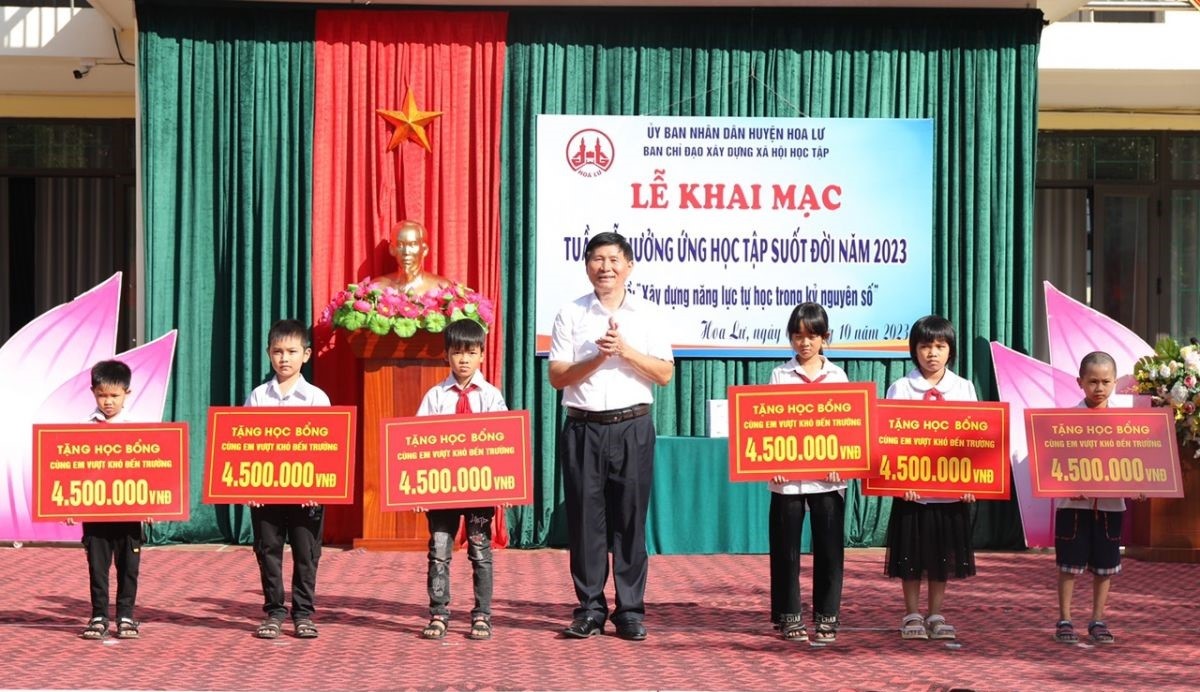 ỦY BAN NHÂN DÂN HUYỆN HOA LƯ
BAN CHỈ ĐẠO XÂY DỰNG XÃ HỘI HỌC TẬP
HOA LƯ
LỄ KHAI MẠC
HƯỞNG ỨNG HỌC TẬP SUỐT ĐỜI NĂM 2023
"Xây dựng năng lực tự học trong kỷ nguyên số"
Hoa Lư, ngày 10 năm 2023
TẶNG HỌC BỔNG
CÙNG EM VƯỢT KHÓ ĐẾN TRƯỜNG
4.500.000 VNĐ
TẶNG HỌC BỔNG
CÙNG EM VƯỢT KHÓ ĐẾN TRƯỜNG
4.500.000 VNĐ
TẶNG HỌC BỔNG
CÙNG EM VƯỢT KHÓ ĐẾN TRƯỜNG
4.500.000 VNĐ
TẶNG HỌC BỔNG
CÙNG EM VƯỢT KHÓ ĐẾN TRƯỜNG
4.500.000 VNĐ
TẶNG HỌC BỔNG
CÙNG EM VƯỢT KHÓ ĐẾN TRƯỜNG
4.500.000 VNĐ
TẶNG HỌC BỔNG
CÙNG EM VƯỢT KHÓ ĐẾN TRƯỜNG
4.500.000 VNĐ